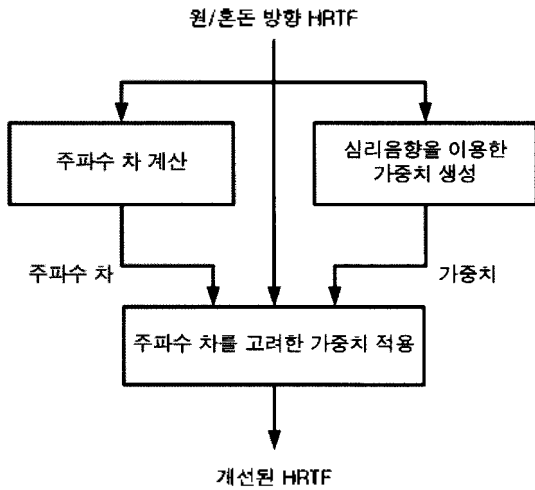 원/혼돈 방향 HRTF
주파수 차 계산
심리음향을 이용한
가중치 생성
주파수 차
가중치
주파수 차를 고려한 가중치 적용
개선된 HRTF